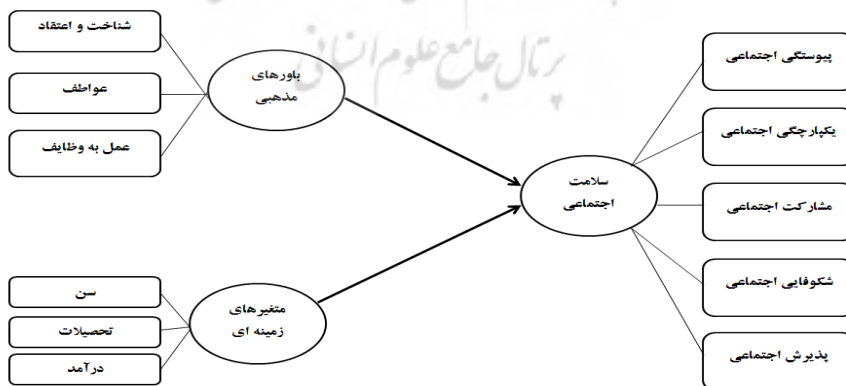 پرتال جامع علوم انسانی
شناخت و اعتقاد
عواطف
عمل به وظایف
باورهای
مذهبی
سن
تحصیلات
درآمد
متغیرهای
زمینه ای
سلامت
اجتماعی
پیوستگی اجتماعی
یکپارچگی اجتماعی
مشارکت اجتماعی
شکوفایی اجتماعی
پذیرش اجتماعی